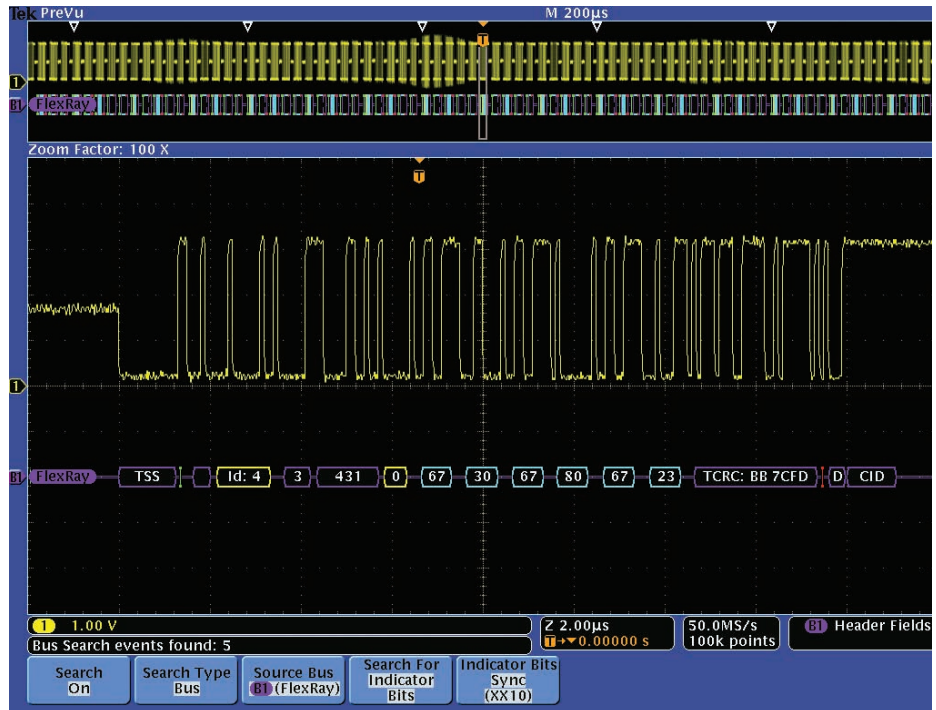 Tek PreVu M 200µs
T
1
B1 FlexRay
Zoom Factor: 100 X
T
1
B1 FlexRay TSS Id: 4 3 431 0 67 30 67 80 67 23 TCRC: BB 7CFD D CID
1 1.00 V Z 2.00µs 50.0MS/s B1 Header Fields
Bus Search events found: 5 T→▼0.00000 s 100k points
Search On
Search Type Bus
Source Bus B1 (FlexRay)
Search For Indicator Bits
Indicator Bits Sync (XX10)